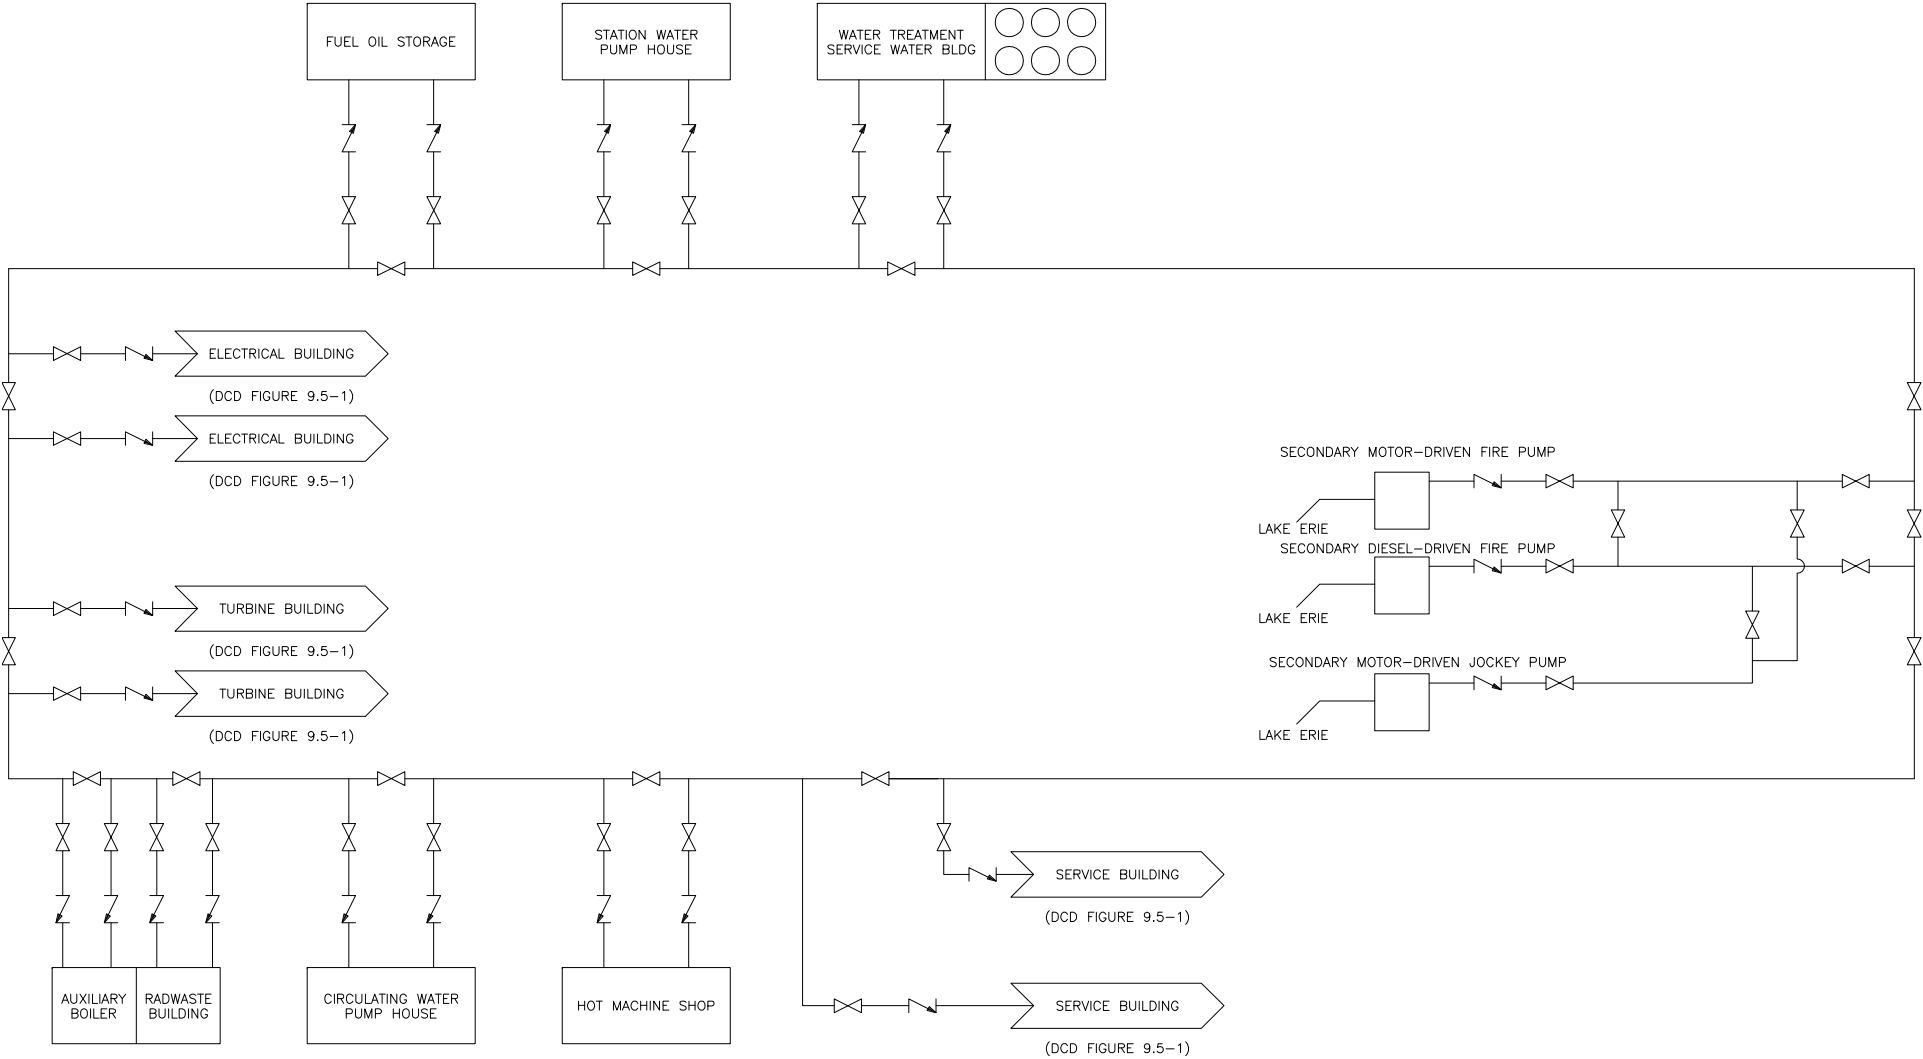 FUEL OIL STORAGE
STATION WATER
PUMP HOUSE
WATER TREATMENT
SERVICE WATER BLDG
ELECTRICAL BUILDING
(DCD FIGURE 9.5-1)
ELECTRICAL BUILDING
(DCD FIGURE 9.5-1)
SECONDARY MOTOR-DRIVEN FIRE PUMP
LAKE ERIE
SECONDARY DIESEL-DRIVEN FIRE PUMP
LAKE ERIE
TURBINE BUILDING
(DCD FIGURE 9.5-1)
SECONDARY MOTOR-DRIVEN JOCKEY PUMP
LAKE ERIE
TURBINE BUILDING
(DCD FIGURE 9.5-1)
SERVICE BUILDING
(DCD FIGURE 9.5-1)
AUXILIARY
BOILER
RADWASTE
BUILDING
CIRCULATING WATER
PUMP HOUSE
HOT MACHINE SHOP
SERVICE BUILDING
(DCD FIGURE 9.5-1)